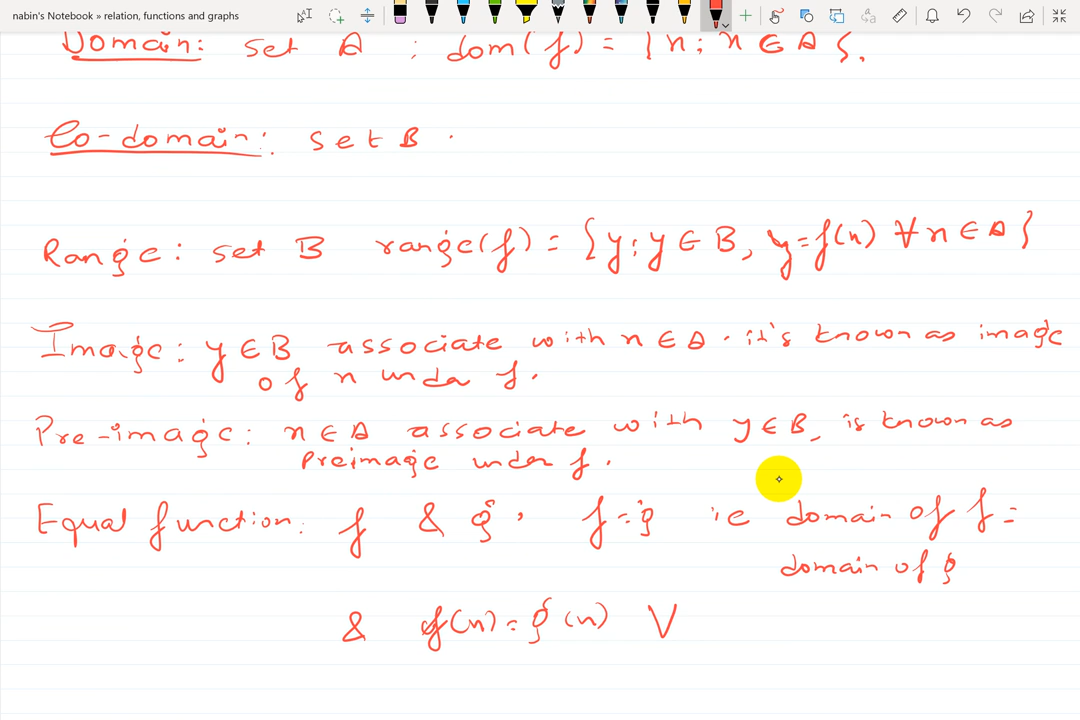 nabin's Notebook » relation, functions and graphs
Domain: set A ; dom(f) = {x; x ∈ A}.
Co-domain: set B.
Range: set B range(f) = {y: y ∈ B, y=f(x) ∀x ∈ A}
Image: y ∈ B associate with x ∈ A. it's known as image
of x under f.
Pre-image: x ∈ A associate with y ∈ B, is known as
preimage under f.
Equal function: f & g, f=g ie domain of f =
domain of g
& f(x) = g(x) V